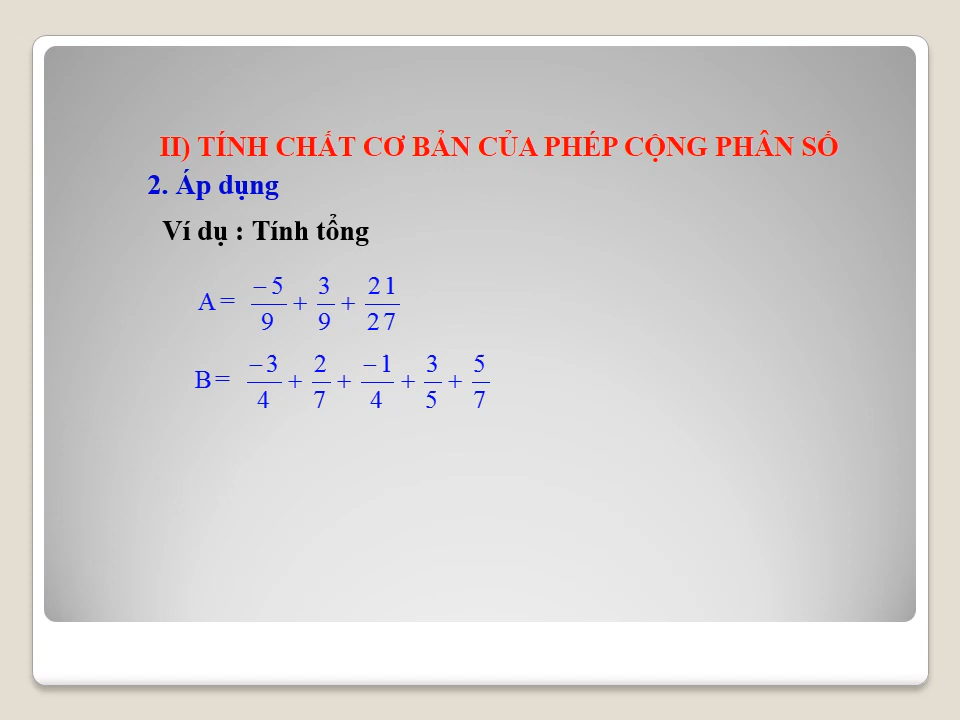 II) TÍNH CHẤT CƠ BẢN CỦA PHÉP CỘNG PHÂN SỐ
2. Áp dụng
Ví dụ : Tính tổng
A = −5/9 + 3/9 + 21/27
B = −3/4 + 2/7 + −1/4 + 3/5 + 5/7